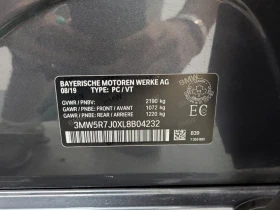 BAYERISCHE MOTOREN WERKE AG
08/19 TYPE: PC / VT
GVWR / PNBV: 2190 kg
GAWR / PNBE: FRONT / AVANT 1072 kg
GAWR / PNBE: REAR / ARRIERE 1220 kg
EC
3MW5R7J0XL8B04232